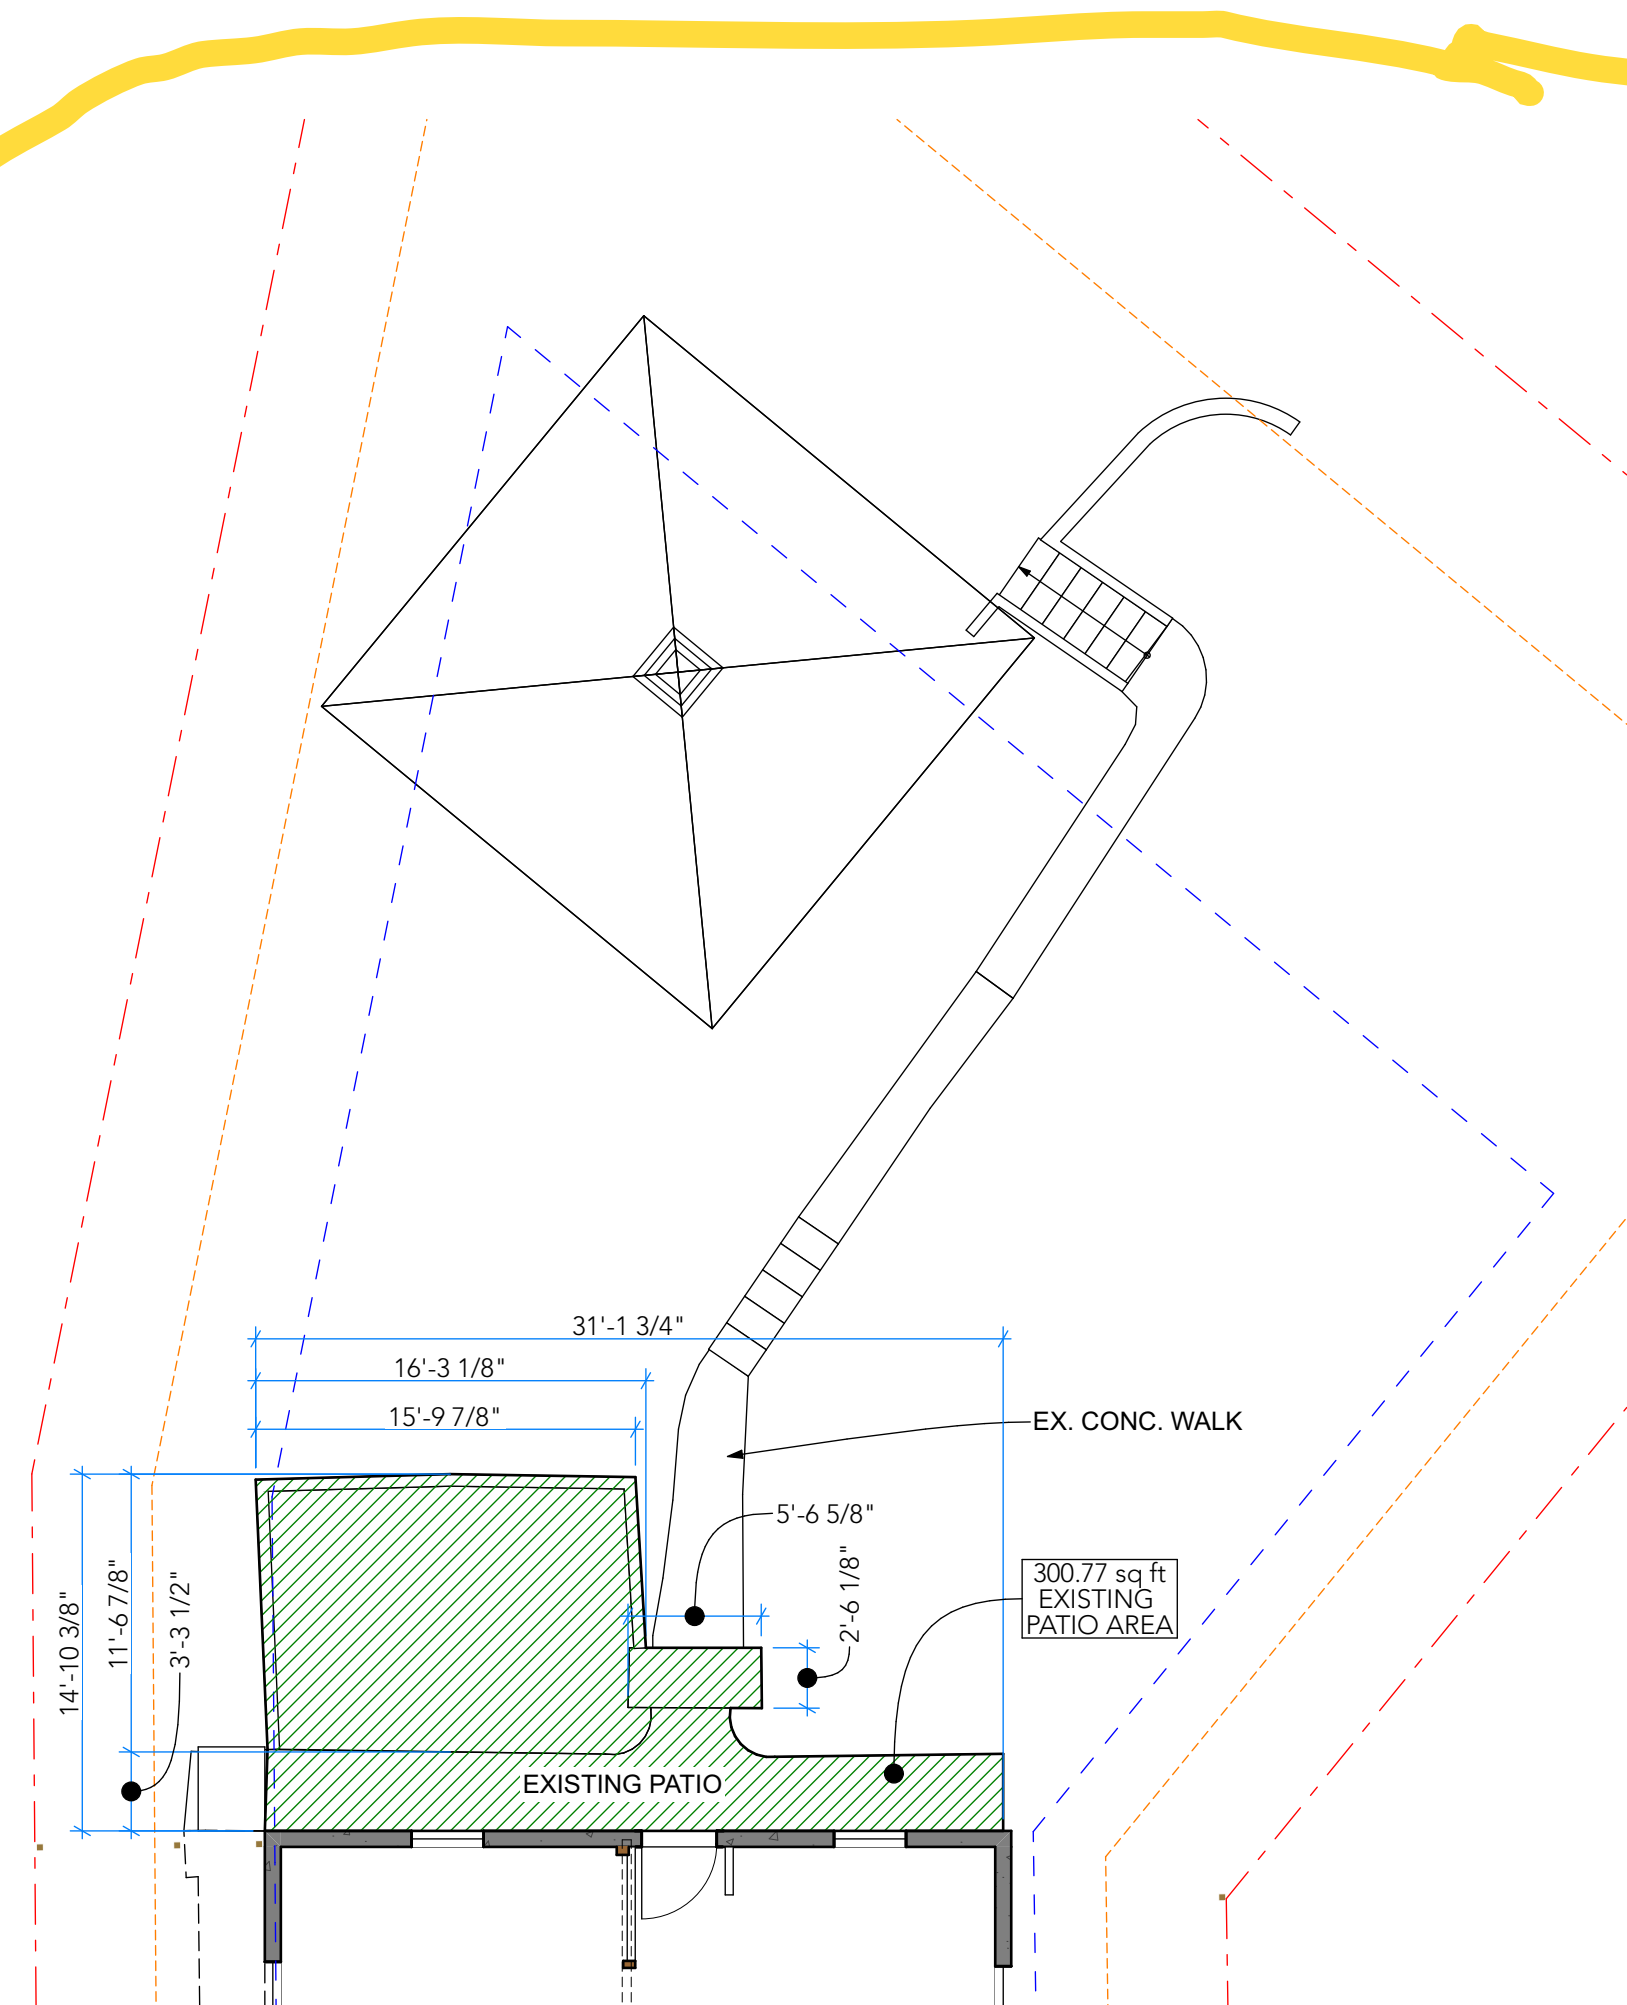 31'-1 3/4"
16'-3 1/8"
15'-9 7/8"
EX. CONC. WALK
5'-6 5/8"
2'-6 1/8"
14'-10 3/8"
11'-6 7/8"
3'-3 1/2"
300.77 sq ft
EXISTING
PATIO AREA
EXISTING PATIO